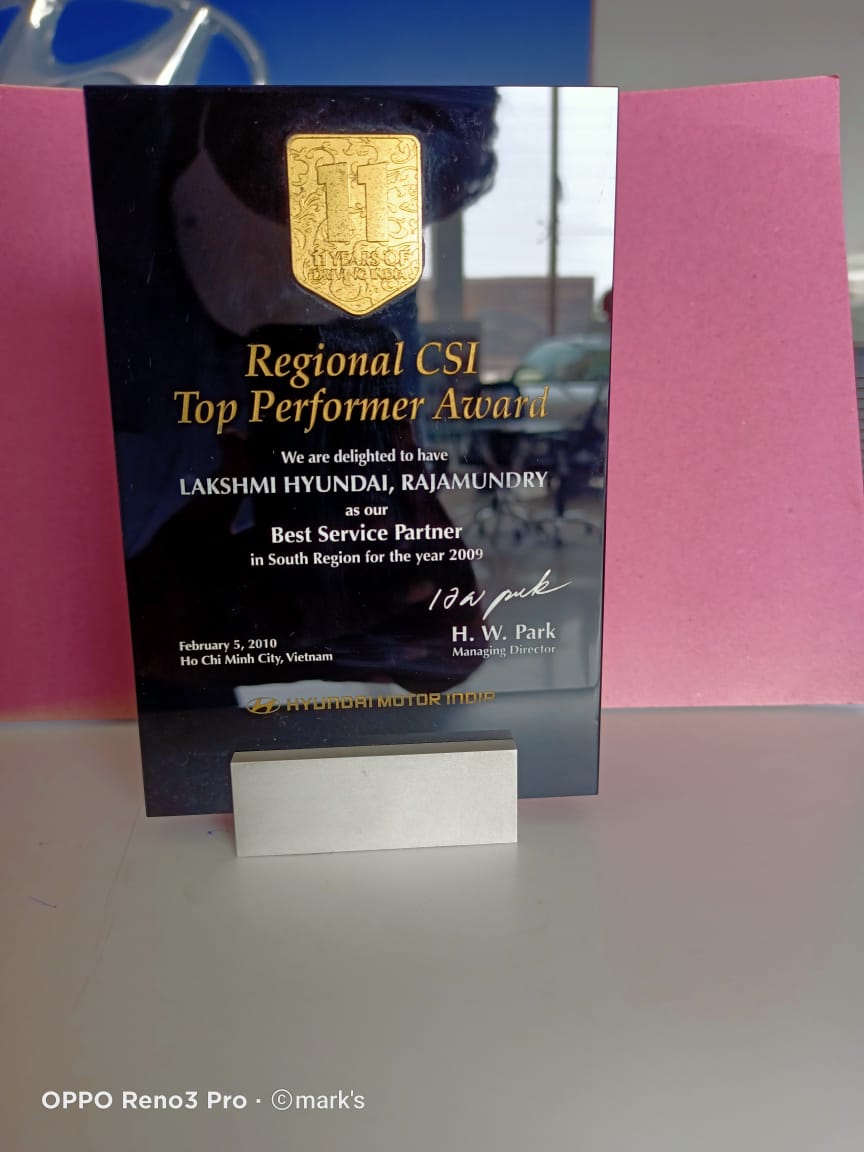 11
11 YEARS OF
DRIVING INDIA
Regional CSI
Top Performer Award
We are delighted to have
LAKSHMI HYUNDAI, RAJAMUNDRY
as our
Best Service Partner
in South Region for the year 2009
H. W. Park
Managing Director
February 5, 2010
Ho Chi Minh City, Vietnam
HYUNDAI MOTOR INDIA
OPPO Reno3 Pro · ©mark's